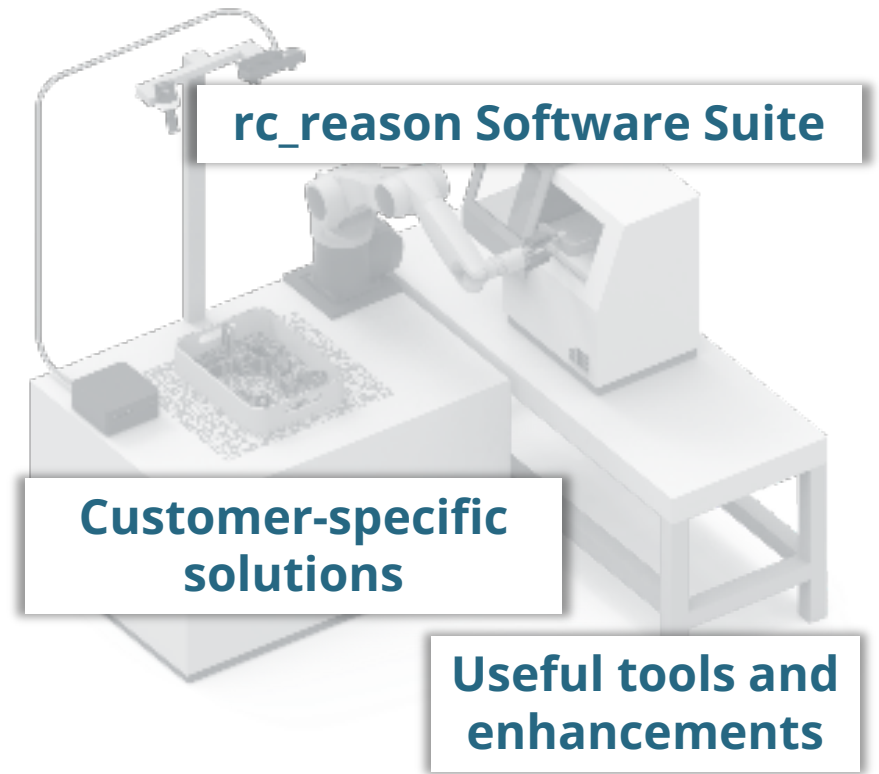 rc_reason Software Suite
Customer-specific
solutions
Useful tools and
enhancements